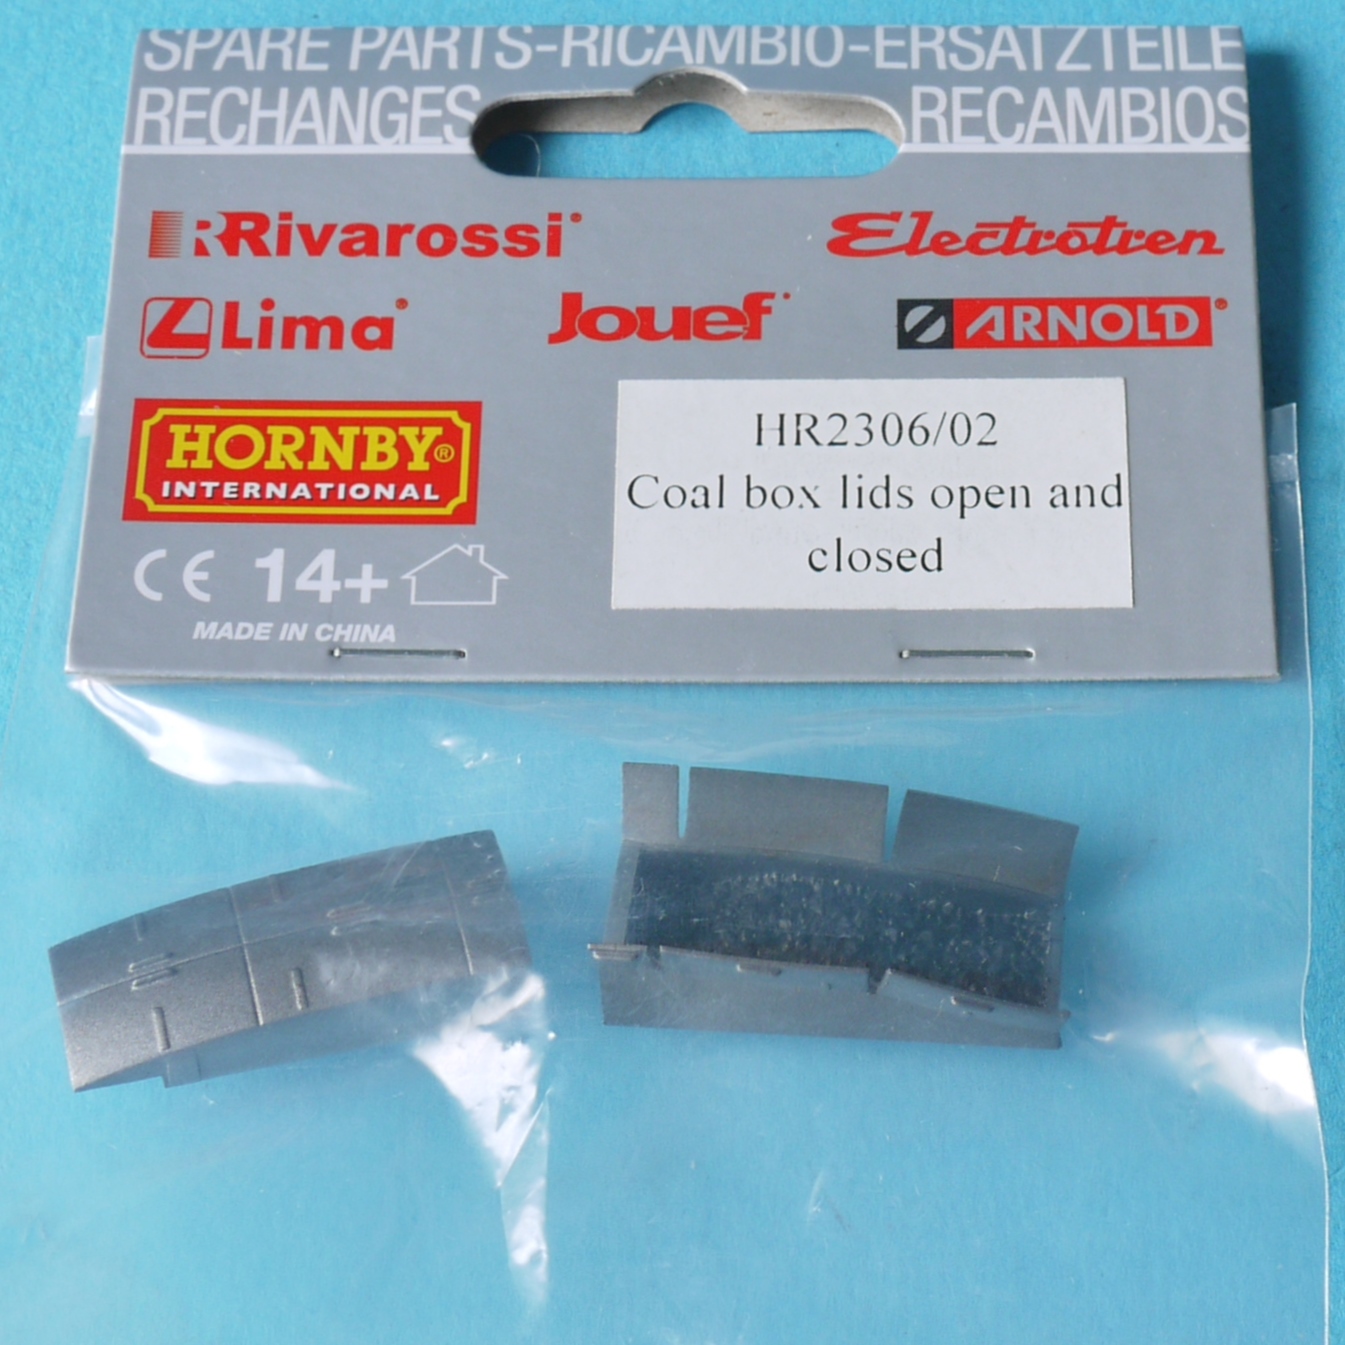 SPARE PARTS-RICAMBIO-ERSATZTEILE
RECHANGES RECAMBIOS
Rivarossi
Electrotren
Lima
Jouef
ARNOLD
HORNBY®
INTERNATIONAL
HR2306/02
Coal box lids open and
closed
CE 14+
MADE IN CHINA